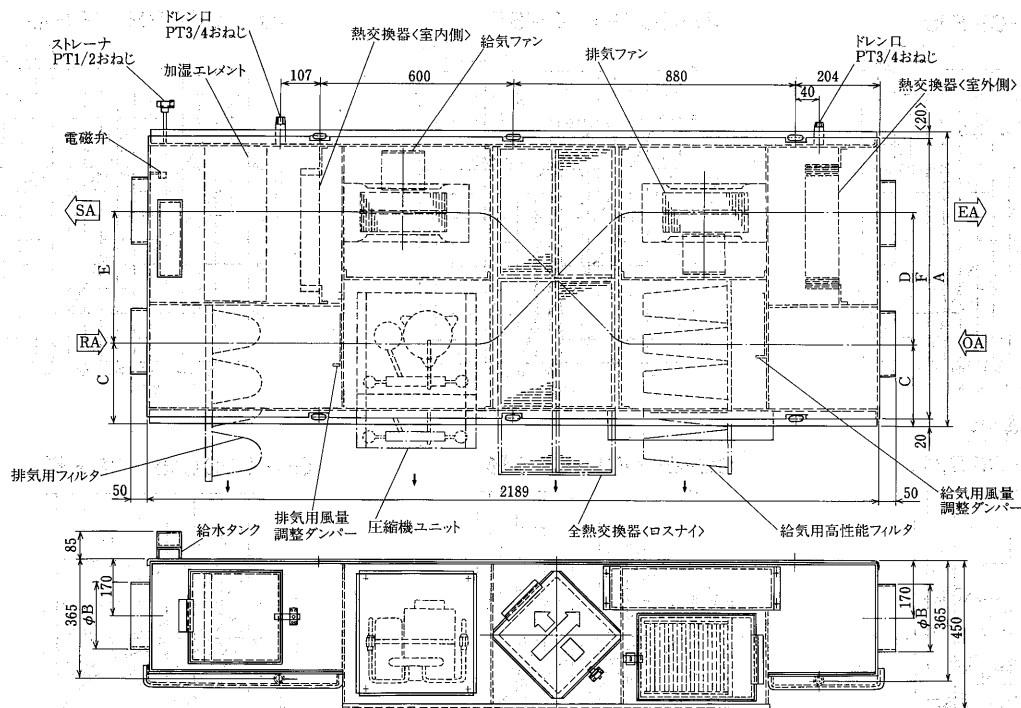 ドレン口
PT3/4おねじ
ストレーナ
PT1/2おねじ
加湿エレメント
熱交換器<室内側>
給気ファン
排気ファン
ドレン口
PT3/4おねじ
熱交換器<室外側>
107
600
880
204
40
<20>
電磁弁
SA
EA
E
D
F
A
RA
OA
C
C
20
排気用フィルタ
50
2189
50
排気用風量
調整ダンパー
圧縮機ユニット
全熱交換器<ロスナイ>
給気用高性能フィルタ
給気用風量
調整ダンパー
給水タンク
85
365
170
φB
170
φB
365
450